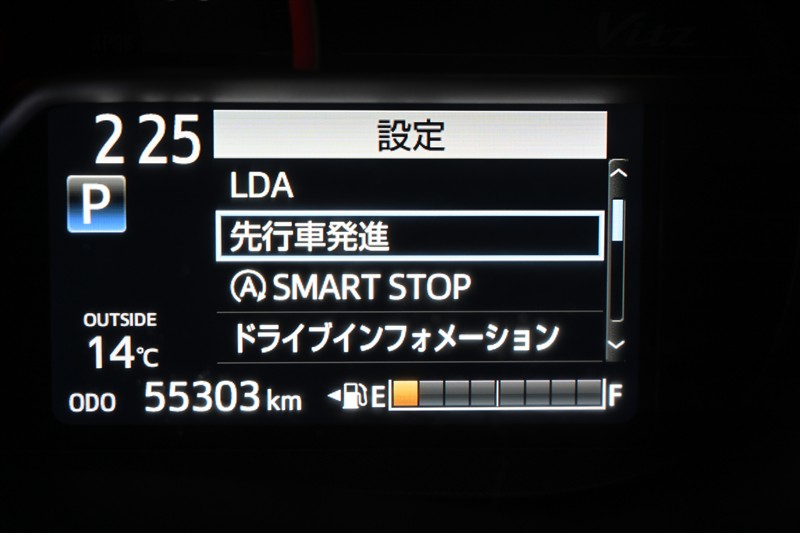 Vitz
2 25
設定
P
LDA
先行車発進
A SMART STOP
ドライブインフォメーション
OUTSIDE
14℃
ODO 55303 km
E F